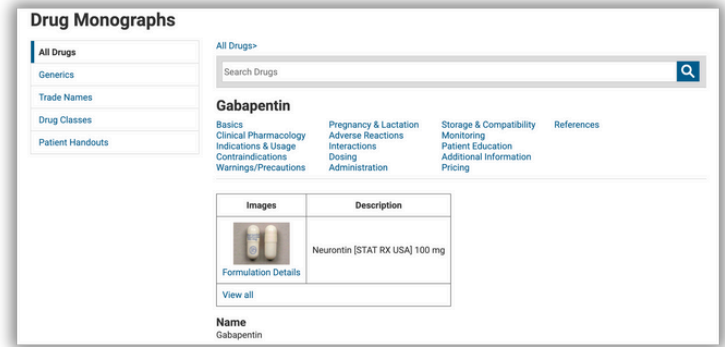 Drug Monographs
All Drugs
Generics
Trade Names
Drug Classes
Patient Handouts
All Drugs>
Search Drugs
Gabapentin
Basics
Clinical Pharmacology
Indications & Usage
Contraindications
Warnings/Precautions
Pregnancy & Lactation
Adverse Reactions
Interactions
Dosing
Administration
Storage & Compatibility
Monitoring
Patient Education
Additional Information
Pricing
References
Images Description
Neurontin [STAT RX USA] 100 mg
Formulation Details
View all
Name
Gabapentin